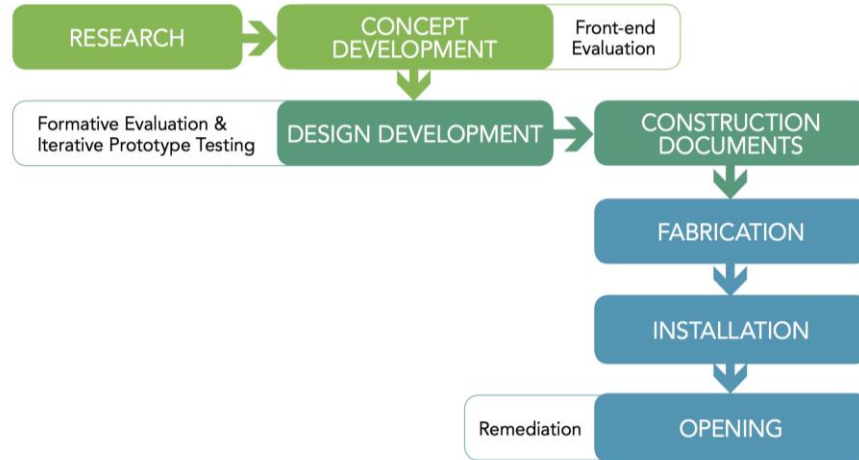 RESEARCH
CONCEPT
DEVELOPMENT
Front-end
Evaluation
Formative Evaluation &
Iterative Prototype Testing
DESIGN DEVELOPMENT
CONSTRUCTION
DOCUMENTS
FABRICATION
INSTALLATION
Remediation
OPENING